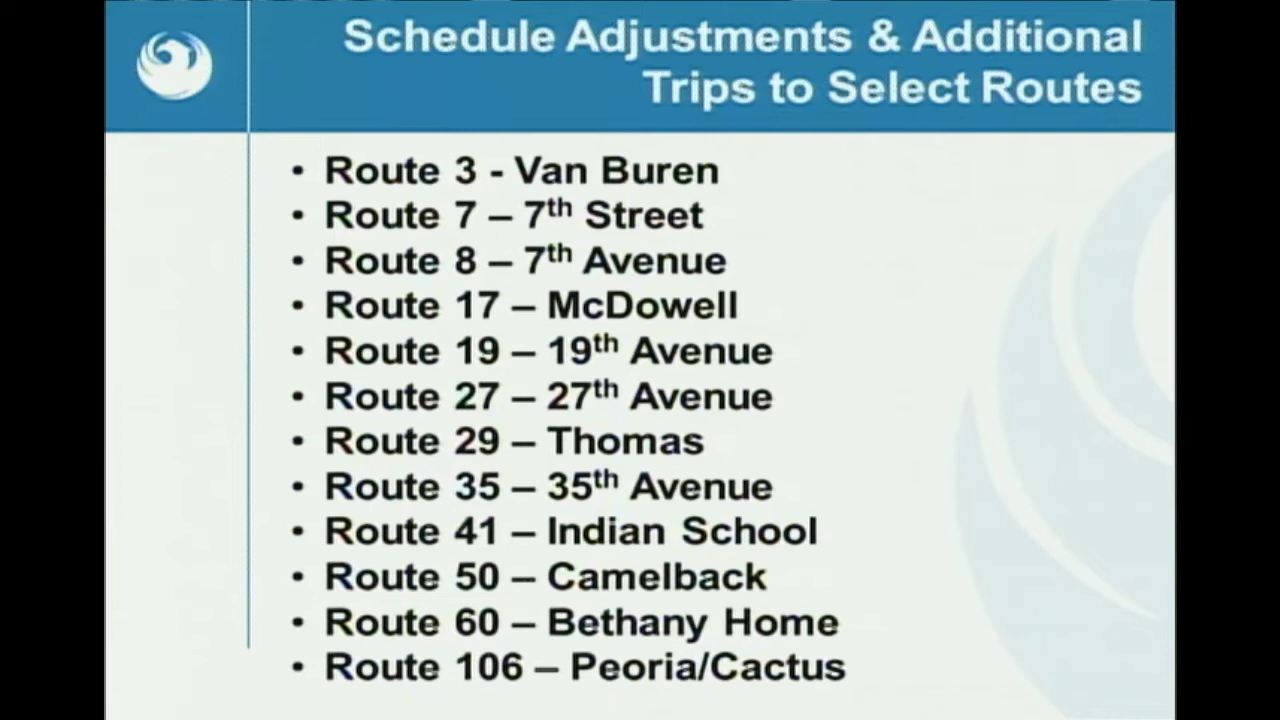 Schedule Adjustments & Additional
Trips to Select Routes
• Route 3 - Van Buren
• Route 7 – 7th Street
• Route 8 – 7th Avenue
• Route 17 – McDowell
• Route 19 – 19th Avenue
• Route 27 – 27th Avenue
• Route 29 – Thomas
• Route 35 – 35th Avenue
• Route 41 – Indian School
• Route 50 – Camelback
• Route 60 – Bethany Home
• Route 106 – Peoria/Cactus